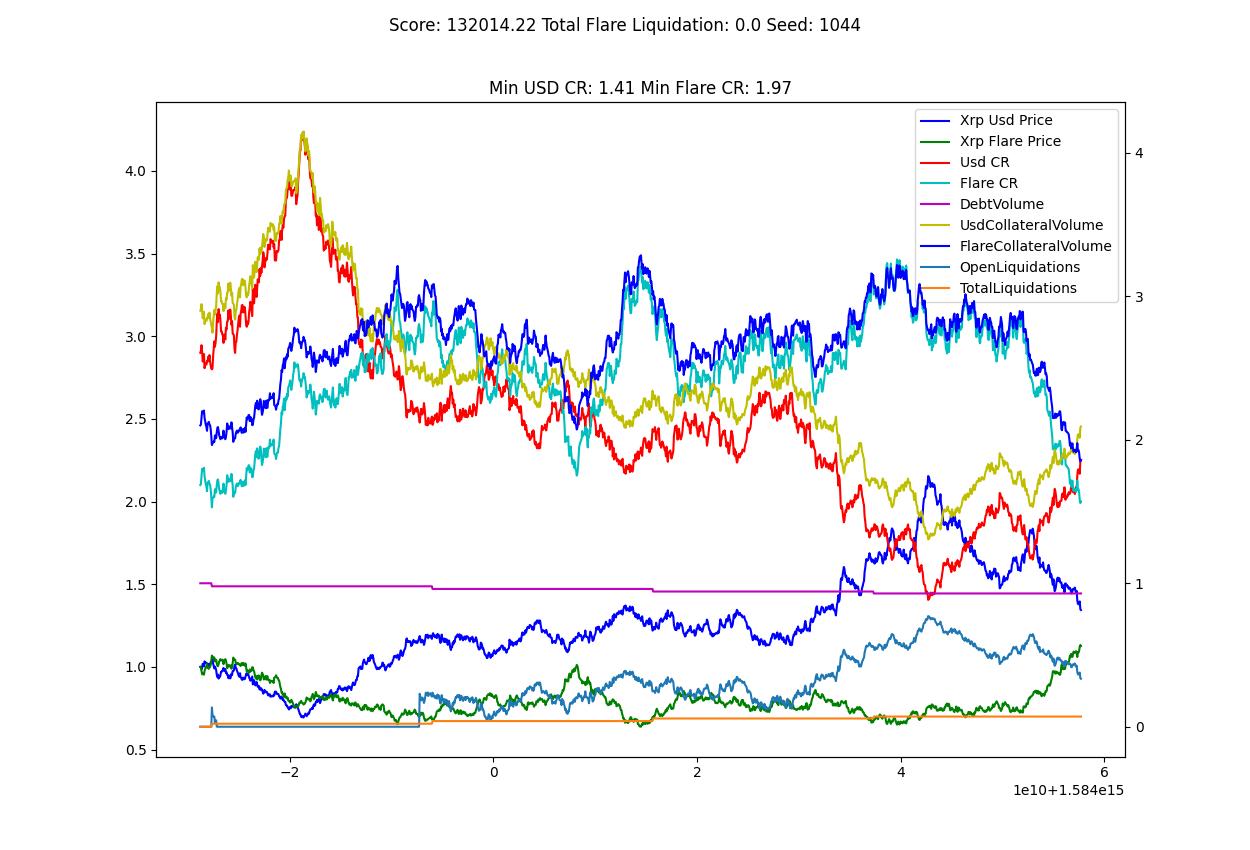 Score: 132014.22 Total Flare Liquidation: 0.0 Seed: 1044
Min USD CR: 1.41 Min Flare CR: 1.97
Xrp Usd Price
Xrp Flare Price
Usd CR
Flare CR
DebtVolume
UsdCollateralVolume
FlareCollateralVolume
OpenLiquidations
TotalLiquidations
4.0
3.5
3.0
2.5
2.0
1.5
1.0
0.5
4
3
2
1
0
−2 0 2 4 6
1e10+1.584e15